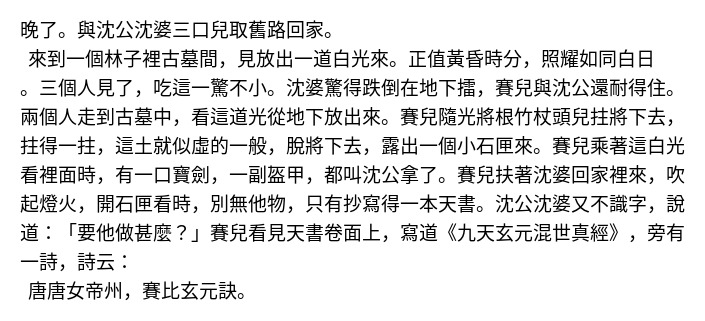 晚了。與沈公沈婆三口兒取舊路回家。
來到一個林子裡古墓間，見放出一道白光來。正值黃昏時分，照耀如同白日
。三個人見了，吃這一驚不小。沈婆驚得跌倒在地下擂，賽兒與沈公還耐得住。
兩個人走到古墓中，看這道光從地下放出來。賽兒隨光將根竹杖頭兒拄將下去，
拄得一拄，這土就似虛的一般，脫將下去，露出一個小石匣來。賽兒乘著這白光
看裡面時，有一口寶劍，一副盔甲，都叫沈公拿了。賽兒扶著沈婆回家裡來，吹
起燈火，開石匣看時，別無他物，只有抄寫得一本天書。沈公沈婆又不識字，說
道：「要他做甚麼？」賽兒看見天書卷面上，寫道《九天玄元混世真經》，旁有
一詩，詩云：
唐唐女帝州，賽比玄元訣。